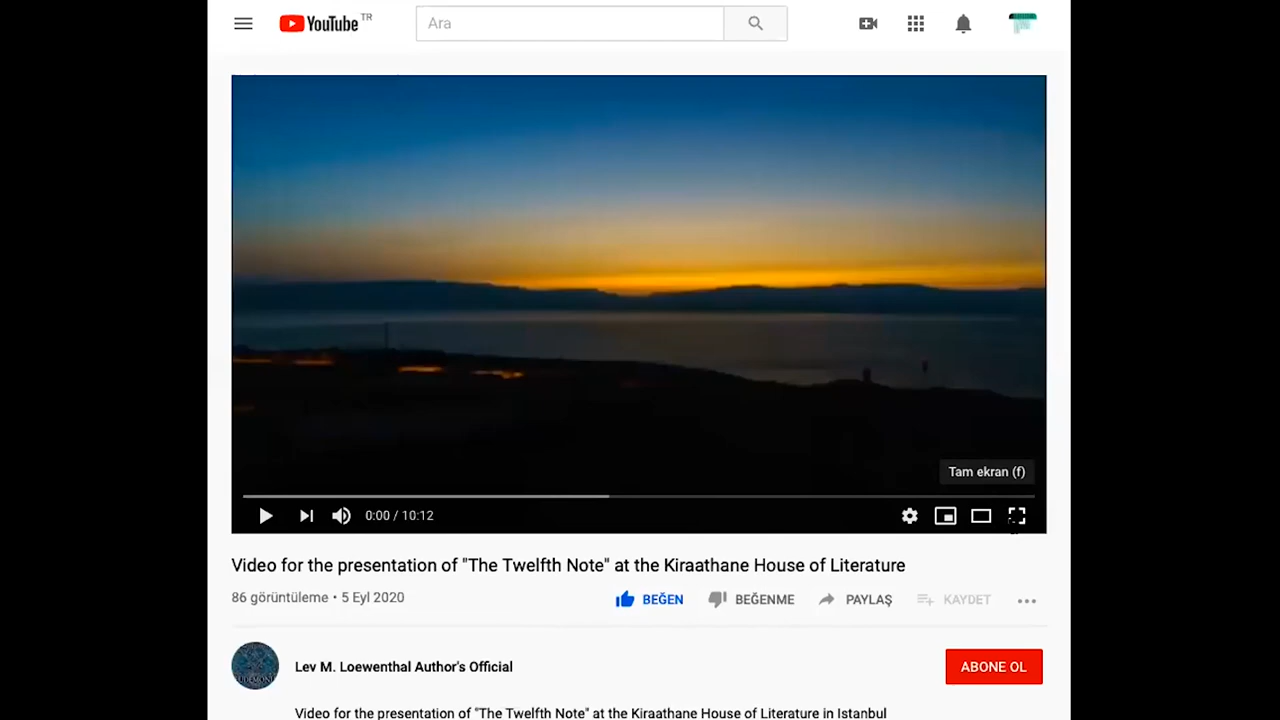 YouTube TR
Ara
Tam ekran (f)
0:00 / 10:12
Video for the presentation of "The Twelfth Note" at the Kiraathane House of Literature
86 görüntüleme • 5 Eyl 2020
BEĞEN BEĞENME PAYLAŞ KAYDET
Lev M. Loewenthal Author's Official
ABONE OL
Video for the presentation of "The Twelfth Note" at the Kiraathane House of Literature in Istanbul